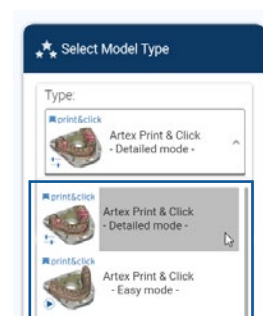 Select Model Type
Type:
print&click
Artex Print & Click
- Detailed mode -
print&click
Artex Print & Click
- Detailed mode -
print&click
Artex Print & Click
- Easy mode -